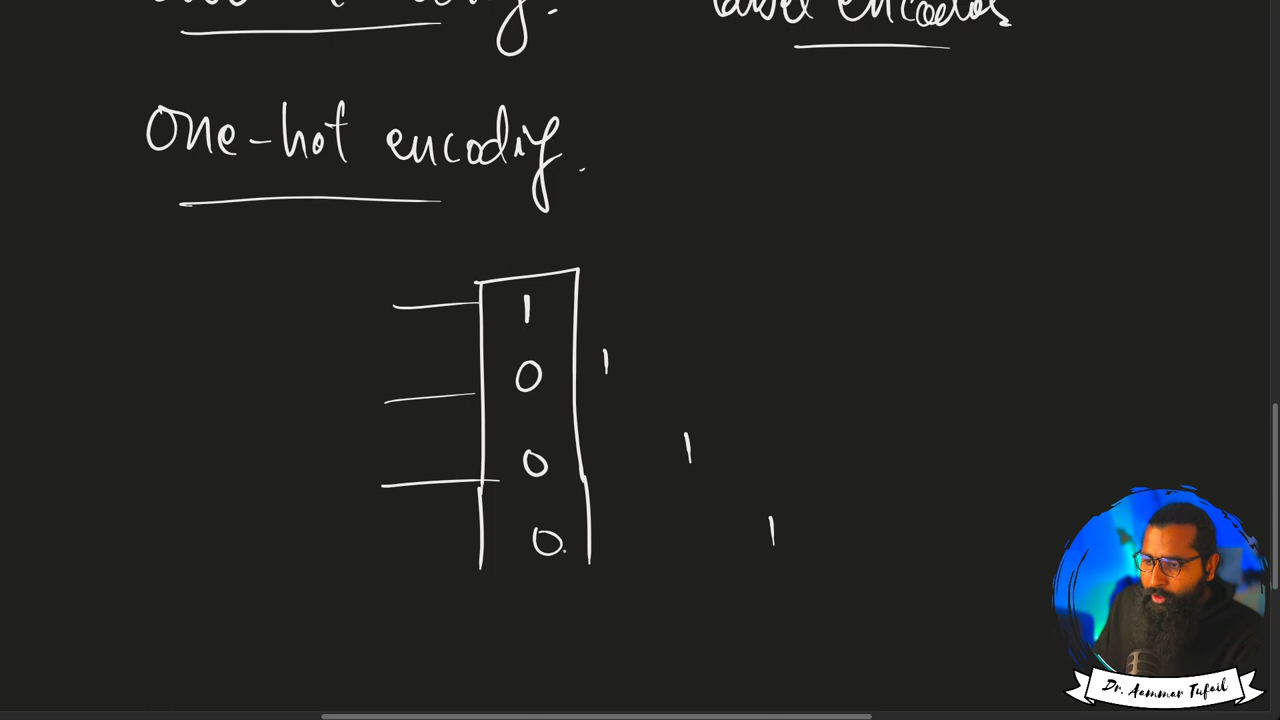 label encoder
One-hot encoding.
1
0 1
0 1
0. 1
Dr. Aammar Tufail